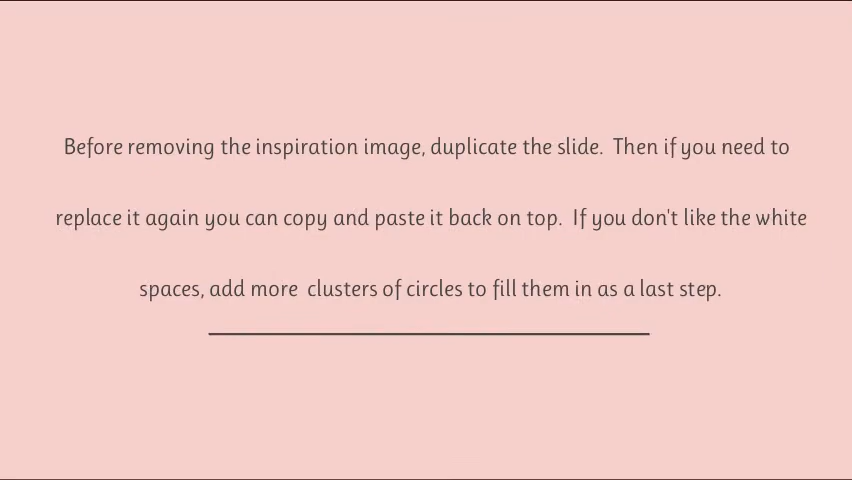 Before removing the inspiration image, duplicate the slide.  Then if you need to
replace it again you can copy and paste it back on top.  If you don't like the white
spaces, add more  clusters of circles to fill them in as a last step.